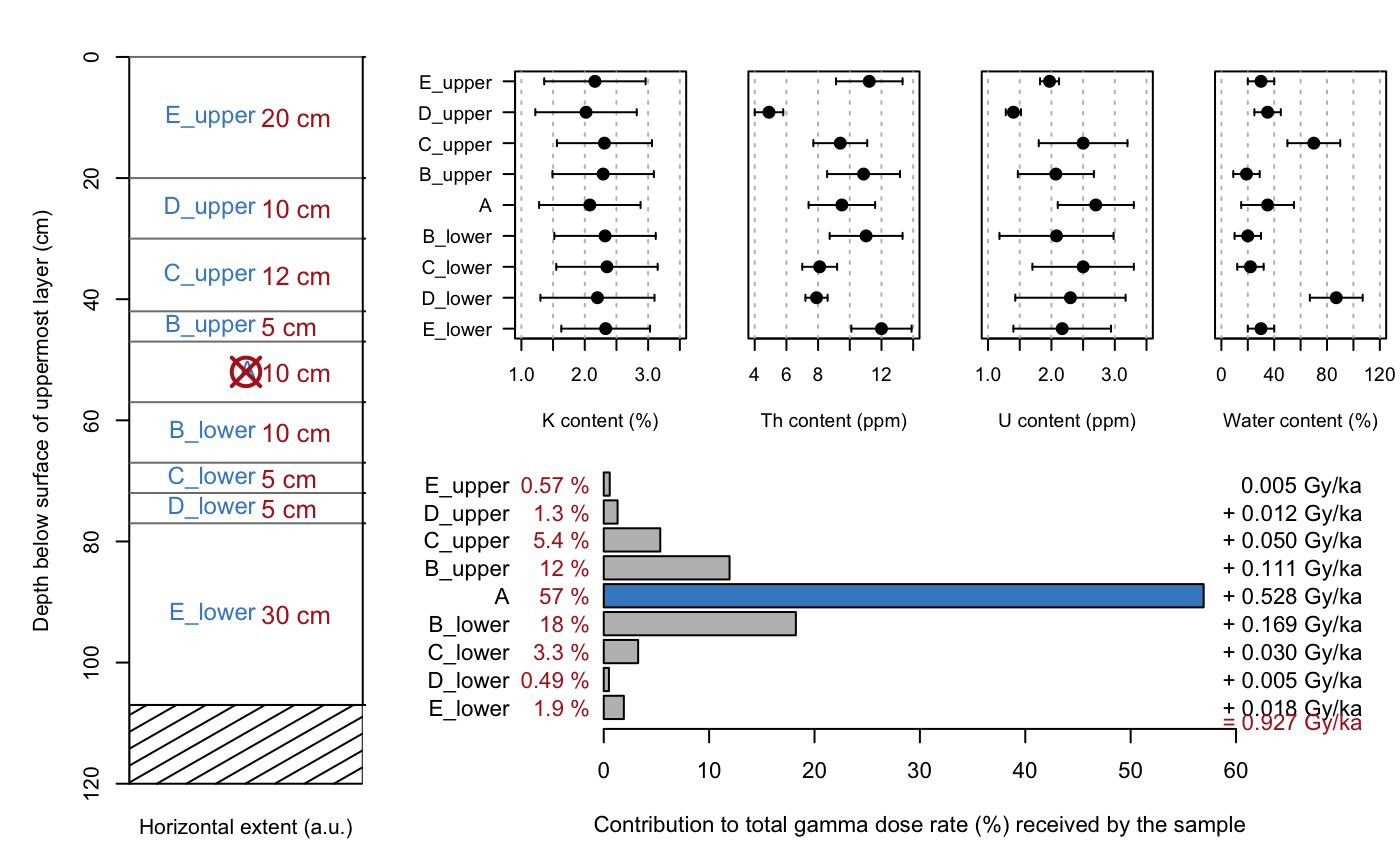 Depth below surface of uppermost layer (cm)
0
20
40
60
80
100
120
E_upper 20 cm
D_upper 10 cm
C_upper 12 cm
B_upper 5 cm
A 10 cm
B_lower 10 cm
C_lower 5 cm
D_lower 5 cm
E_lower 30 cm
Horizontal extent (a.u.)
E_upper
D_upper
C_upper
B_upper
A
B_lower
C_lower
D_lower
E_lower
1.0 2.0 3.0
K content (%)
4 6 8 12
Th content (ppm)
1.0 2.0 3.0
U content (ppm)
0 40 80 120
Water content (%)
E_upper 0.57 % 0.005 Gy/ka
D_upper 1.3 % + 0.012 Gy/ka
C_upper 5.4 % + 0.050 Gy/ka
B_upper 12 % + 0.111 Gy/ka
A 57 % + 0.528 Gy/ka
B_lower 18 % + 0.169 Gy/ka
C_lower 3.3 % + 0.030 Gy/ka
D_lower 0.49 % + 0.005 Gy/ka
E_lower 1.9 % + 0.018 Gy/ka
= 0.927 Gy/ka
0 10 20 30 40 50 60
Contribution to total gamma dose rate (%) received by the sample